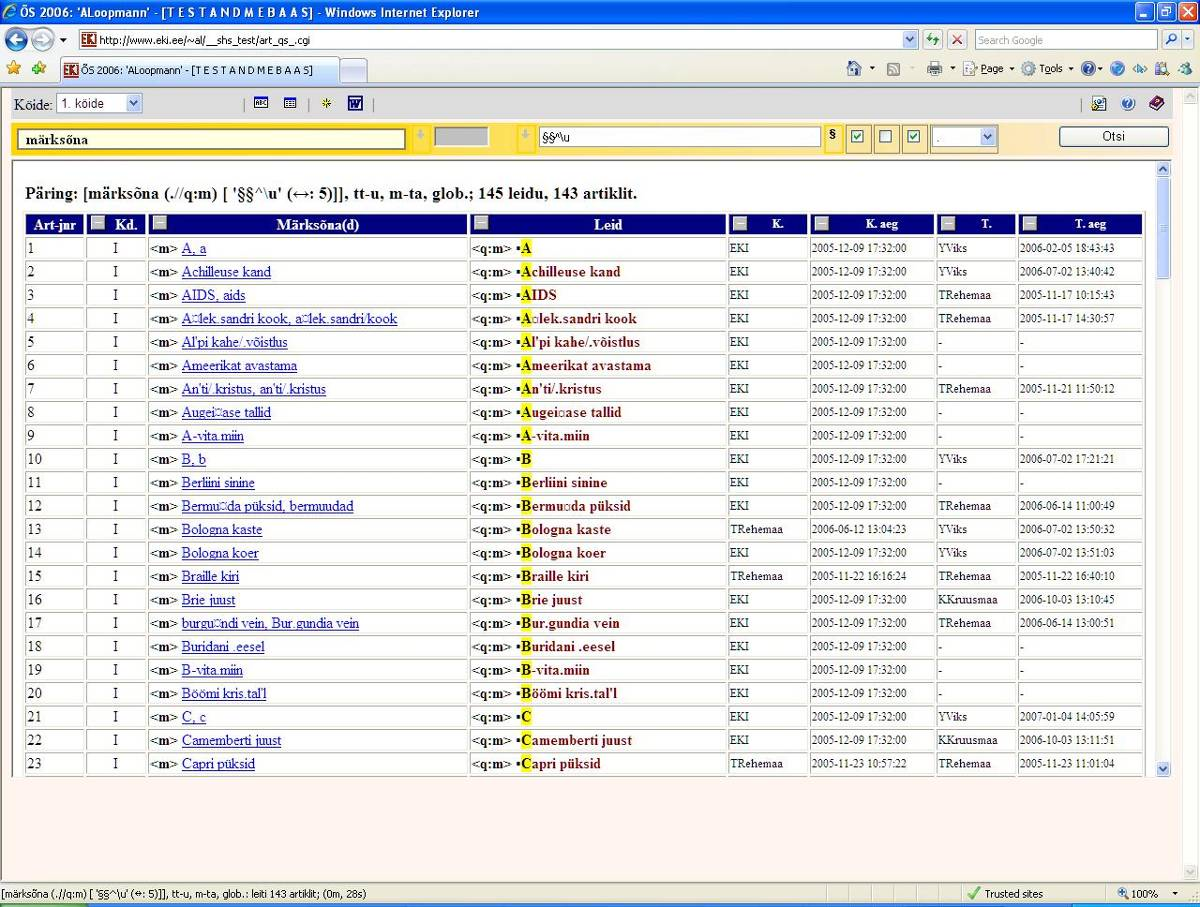 ÕS 2006: 'ALoopmann' - [T E S T A N D M E B A A S] - Windows Internet Explorer
http://www.eki.ee/~al/__shs_test/art_qs_.cgi Search Google
ÕS 2006: 'ALoopmann' - [T E S T A N D M E B A A S] Page Tools
Köide: 1. köide
märksõna §§^\u § . Otsi
Päring: [märksõna (.//q:m) [ '§§^\u' (↔: 5)]], tt-u, m-ta, glob.; 145 leidu, 143 artiklit.
Art-jnr Kd. Märksõna(d) Leid K. K. aeg T. T. aeg
1 I <m> A, a <q:m> ▪A EKI 2005-12-09 17:32:00 YViks 2006-02-05 18:43:43
2 I <m> Achilleuse kand <q:m> ▪Achilleuse kand EKI 2005-12-09 17:32:00 YViks 2006-07-02 13:40:42
3 I <m> AIDS, aids <q:m> ▪AIDS EKI 2005-12-09 17:32:00 TRehemaa 2005-11-17 10:15:43
4 I <m> A¤lek.sandri kook, a¤lek.sandri/kook <q:m> ▪A¤lek.sandri kook EKI 2005-12-09 17:32:00 TRehemaa 2005-11-17 14:30:57
5 I <m> Al'pi kahe/.võistlus <q:m> ▪Al'pi kahe/.võistlus EKI 2005-12-09 17:32:00 - -
6 I <m> Ameerikat avastama <q:m> ▪Ameerikat avastama EKI 2005-12-09 17:32:00 - -
7 I <m> An'ti/.kristus, an'ti/.kristus <q:m> ▪An'ti/.kristus EKI 2005-12-09 17:32:00 TRehemaa 2005-11-21 11:50:12
8 I <m> Augei¤ase tallid <q:m> ▪Augei¤ase tallid EKI 2005-12-09 17:32:00 - -
9 I <m> A-vita.miin <q:m> ▪A-vita.miin EKI 2005-12-09 17:32:00 - -
10 I <m> B, b <q:m> ▪B EKI 2005-12-09 17:32:00 YViks 2006-07-02 17:21:21
11 I <m> Berliini sinine <q:m> ▪Berliini sinine EKI 2005-12-09 17:32:00 - -
12 I <m> Bermu¤da püksid, bermuudad <q:m> ▪Bermu¤da püksid EKI 2005-12-09 17:32:00 TRehemaa 2006-06-14 11:00:49
13 I <m> Bologna kaste <q:m> ▪Bologna kaste TRehemaa 2006-06-12 13:04:23 YViks 2006-07-02 13:50:32
14 I <m> Bologna koer <q:m> ▪Bologna koer EKI 2005-12-09 17:32:00 YViks 2006-07-02 13:51:03
15 I <m> Braille kiri <q:m> ▪Braille kiri TRehemaa 2005-11-22 16:16:24 TRehemaa 2005-11-22 16:40:10
16 I <m> Brie juust <q:m> ▪Brie juust EKI 2005-12-09 17:32:00 KKruusmaa 2006-10-03 13:10:45
17 I <m> burgu¤ndi vein, Bur.gundia vein <q:m> ▪Bur.gundia vein EKI 2005-12-09 17:32:00 TRehemaa 2006-06-14 13:00:51
18 I <m> Buridani .eesel <q:m> ▪Buridani .eesel EKI 2005-12-09 17:32:00 - -
19 I <m> B-vita.miin <q:m> ▪B-vita.miin EKI 2005-12-09 17:32:00 - -
20 I <m> Böömi kris.tal'l <q:m> ▪Böömi kris.tal'l EKI 2005-12-09 17:32:00 - -
21 I <m> C, c <q:m> ▪C EKI 2005-12-09 17:32:00 YViks 2007-01-04 14:05:59
22 I <m> Camemberti juust <q:m> ▪Camemberti juust EKI 2005-12-09 17:32:00 KKruusmaa 2006-10-03 13:11:51
23 I <m> Capri püksid <q:m> ▪Capri püksid TRehemaa 2005-11-23 10:57:22 TRehemaa 2005-11-23 11:01:04
[märksõna (.//q:m) [ '§§^\u' (↔: 5)]], tt-u, m-ta, glob.: leiti 143 artiklit; (0m, 28s) Trusted sites 100%